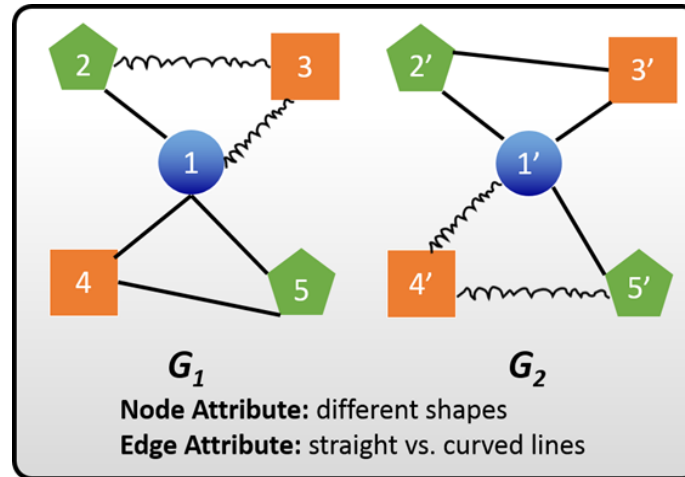 2
3
1
4
5
2'
3'
1'
4'
5'
G1
G2
Node Attribute: different shapes
Edge Attribute: straight vs. curved lines